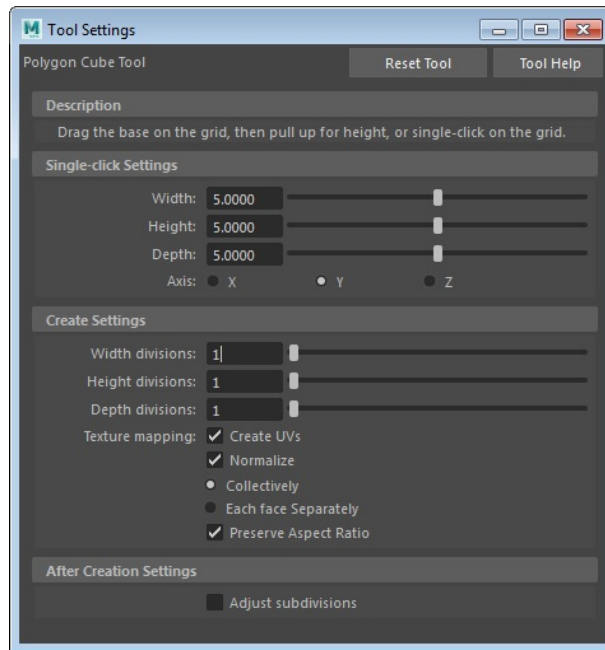 Tool Settings
Polygon Cube Tool Reset Tool Tool Help
Description
Drag the base on the grid, then pull up for height, or single-click on the grid.
Single-click Settings
Width: 5.0000
Height: 5.0000
Depth: 5.0000
Axis: X Y Z
Create Settings
Width divisions: 1
Height divisions: 1
Depth divisions: 1
Texture mapping: Create UVs
Normalize
Collectively
Each face Separately
Preserve Aspect Ratio
After Creation Settings
Adjust subdivisions